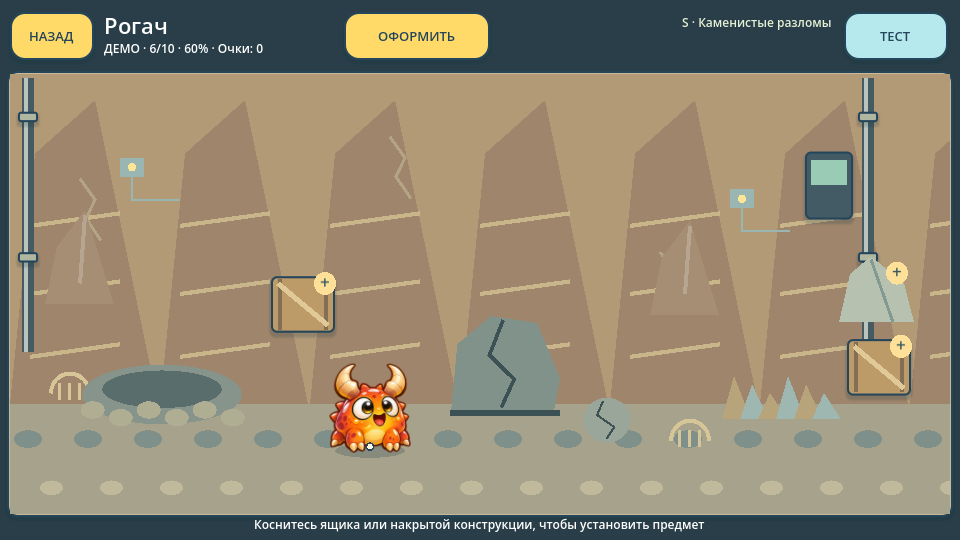 НАЗАД
Рогач
ДЕМО · 6/10 · 60% · Очки: 0
ОФОРМИТЬ
S · Каменистые разломы
ТЕСТ
+
+
+
Коснитесь ящика или накрытой конструкции, чтобы установить предмет